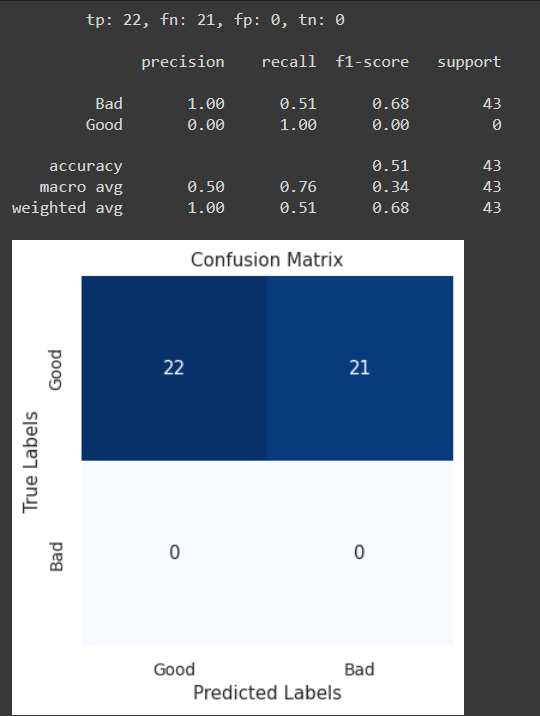 tp: 22, fn: 21, fp: 0, tn: 0
precision recall f1-score support
Bad 1.00 0.51 0.68 43
Good 0.00 1.00 0.00 0
accuracy 0.51 43
macro avg 0.50 0.76 0.34 43
weighted avg 1.00 0.51 0.68 43
Confusion Matrix
True Labels
Good
22 21
Bad
0 0
Good Bad
Predicted Labels